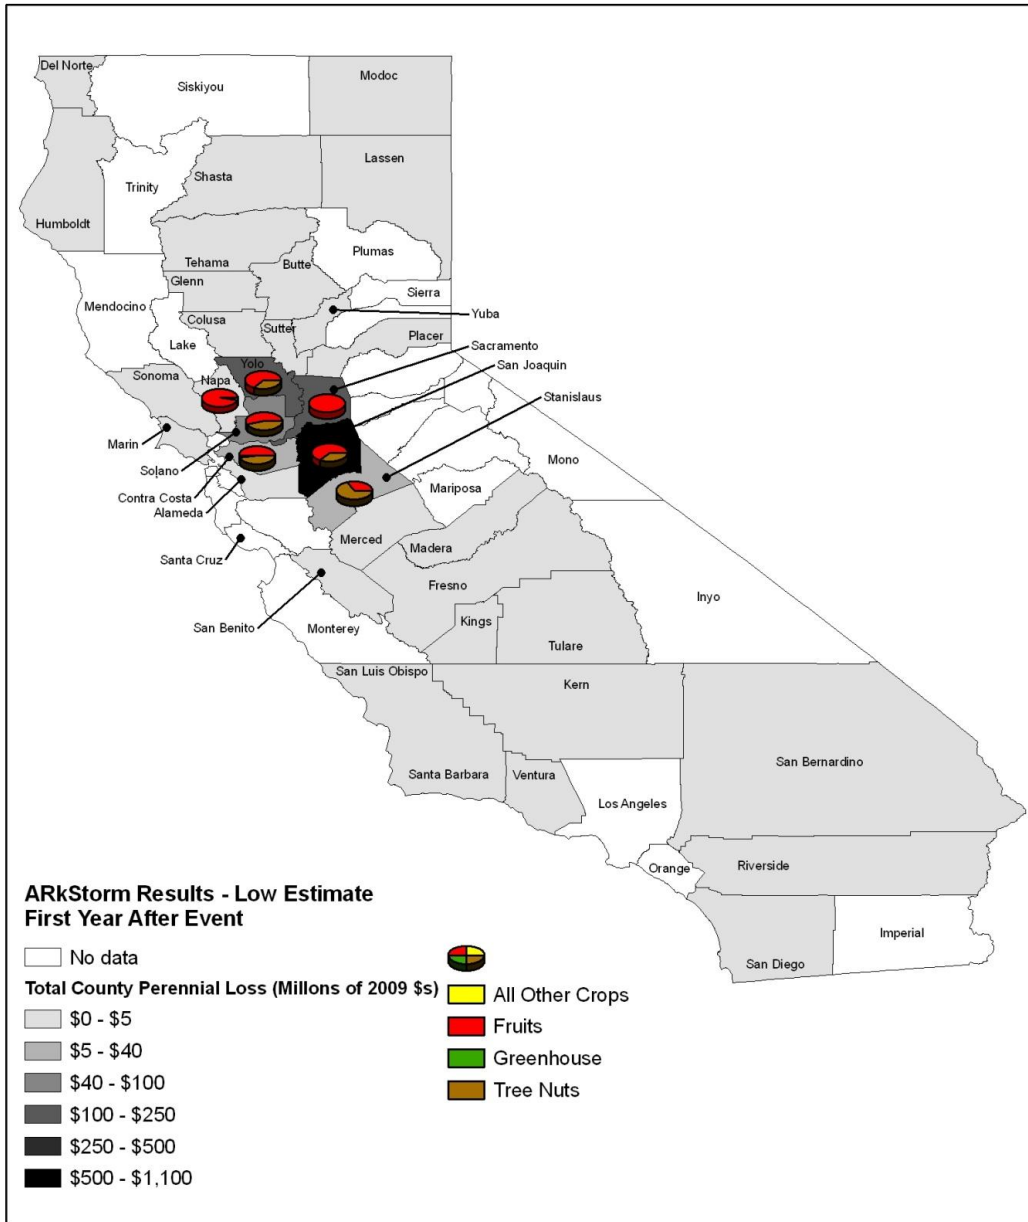 Del Norte
Siskiyou
Modoc
Shasta
Lassen
Trinity
Humboldt
Plumas
Tehama
Butte
Glenn
Sierra
Mendocino
Colusa
Yuba
Sutter
Lake
Placer
Sacramento
Yolo
San Joaquin
Sonoma
Napa
Stanislaus
Marin
Mono
Solano
Mariposa
Contra Costa
Alameda
Merced
Madera
Santa Cruz
Fresno
Inyo
Kings
San Benito
Monterey
Tulare
San Luis Obispo
Kern
San Bernardino
Santa Barbara
Ventura
Los Angeles
Orange
Riverside
Imperial
San Diego
ARkStorm Results - Low Estimate
First Year After Event
No data
Total County Perennial Loss (Millons of 2009 $s)
$0 - $5
$5 - $40
$40 - $100
$100 - $250
$250 - $500
$500 - $1,100
All Other Crops
Fruits
Greenhouse
Tree Nuts